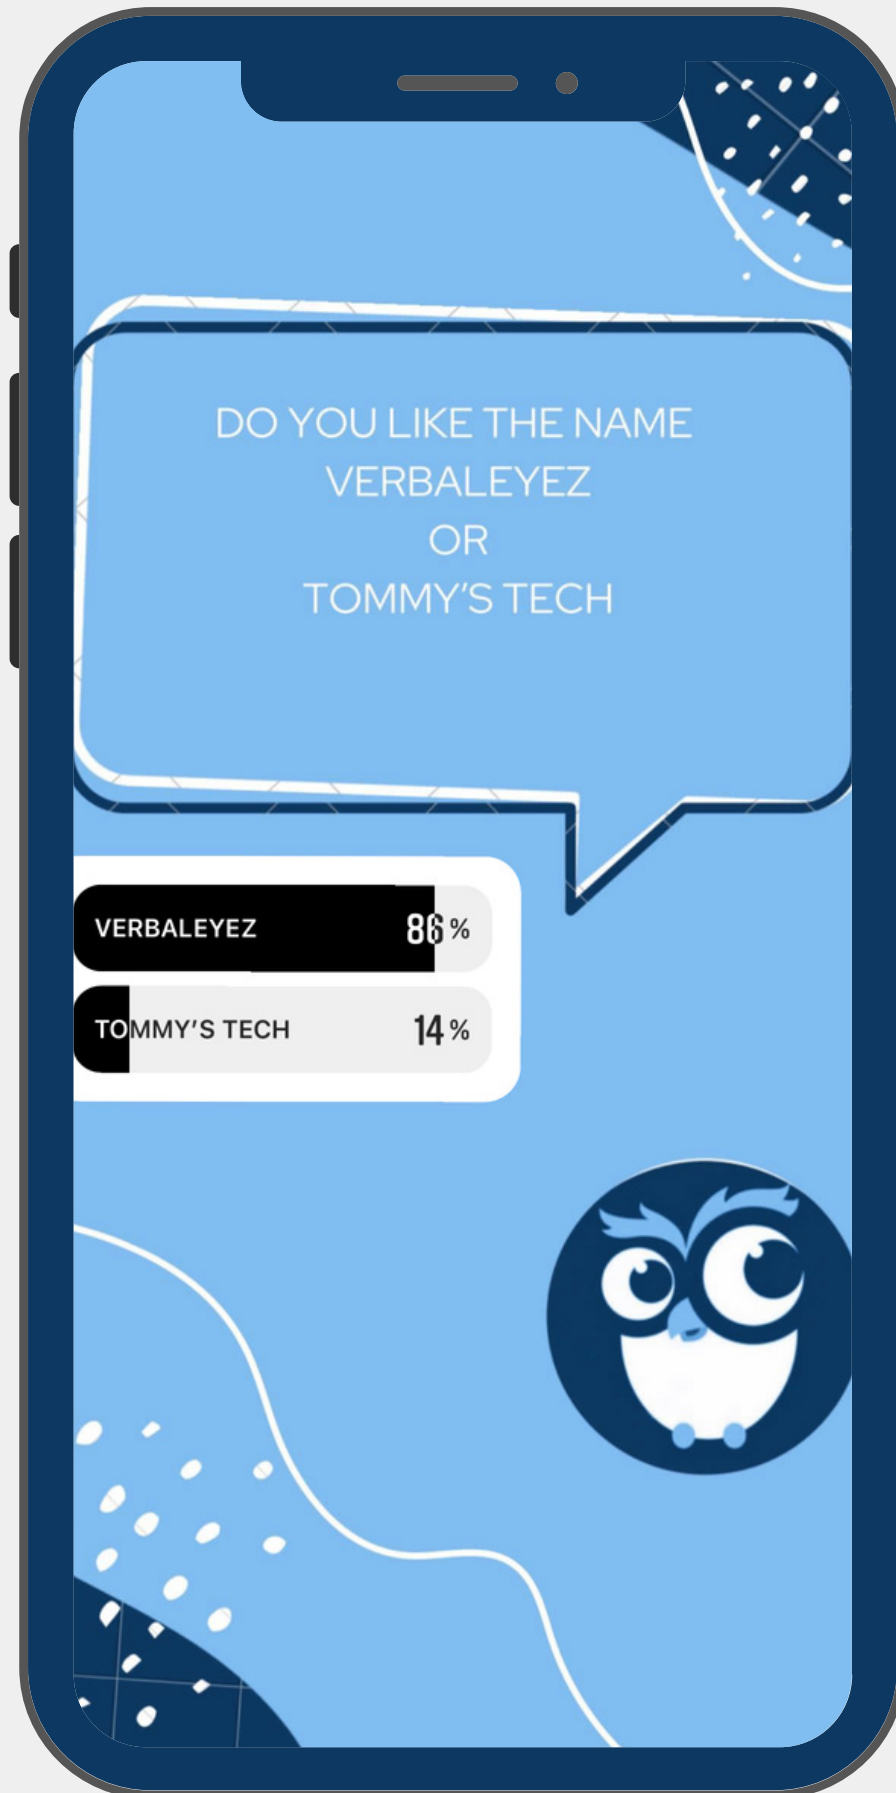 DO YOU LIKE THE NAME
VERBALEYEZ
OR
TOMMY'S TECH
VERBALEYEZ 86%
TOMMY'S TECH 14%